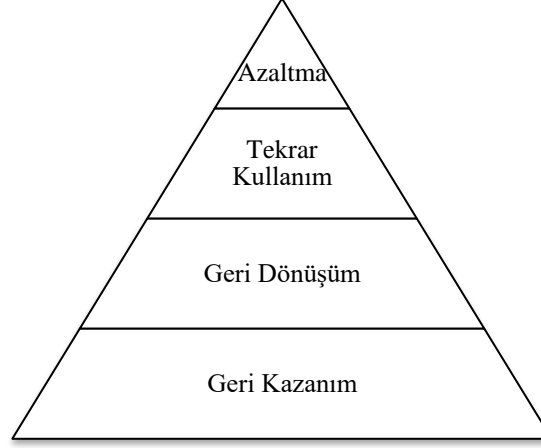 Azaltma
Tekrar
Kullanım
Geri Dönüşüm
Geri Kazanım